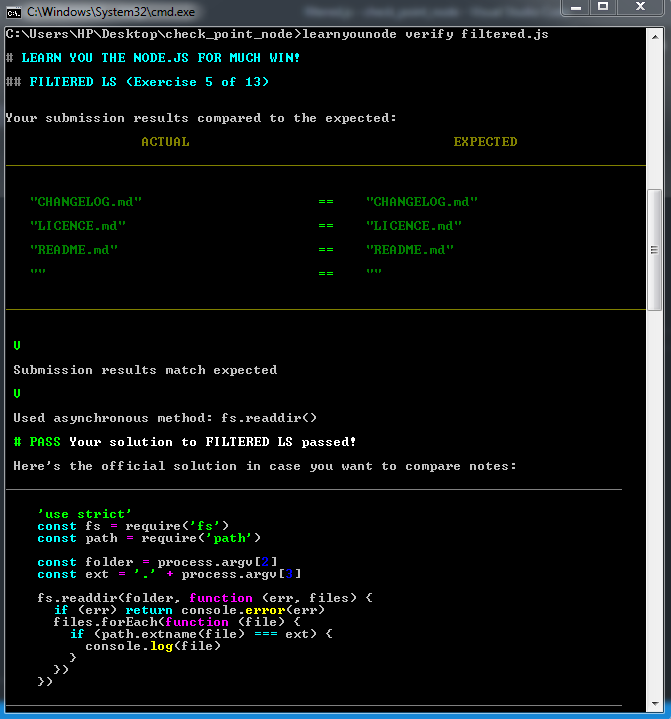 C:\Windows\System32\cmd.exe
C:\Users\HP\Desktop\check_point_node>learnyounode verify filtered.js
# LEARN YOU THE NODE.JS FOR MUCH WIN!
## FILTERED LS (Exercise 5 of 13)
Your submission results compared to the expected:
ACTUAL EXPECTED
"CHANGELOG.md" == "CHANGELOG.md"
"LICENCE.md" == "LICENCE.md"
"README.md" == "README.md"
"" == ""
V
Submission results match expected
V
Used asynchronous method: fs.readdir()
# PASS Your solution to FILTERED LS passed!
Here's the official solution in case you want to compare notes:
'use strict'
const fs = require('fs')
const path = require('path')
const folder = process.argv[2]
const ext = '.' + process.argv[3]
fs.readdir(folder, function (err, files) {
if (err) return console.error(err)
files.forEach(function (file) {
if (path.extname(file) === ext) {
console.log(file)
}
})
})